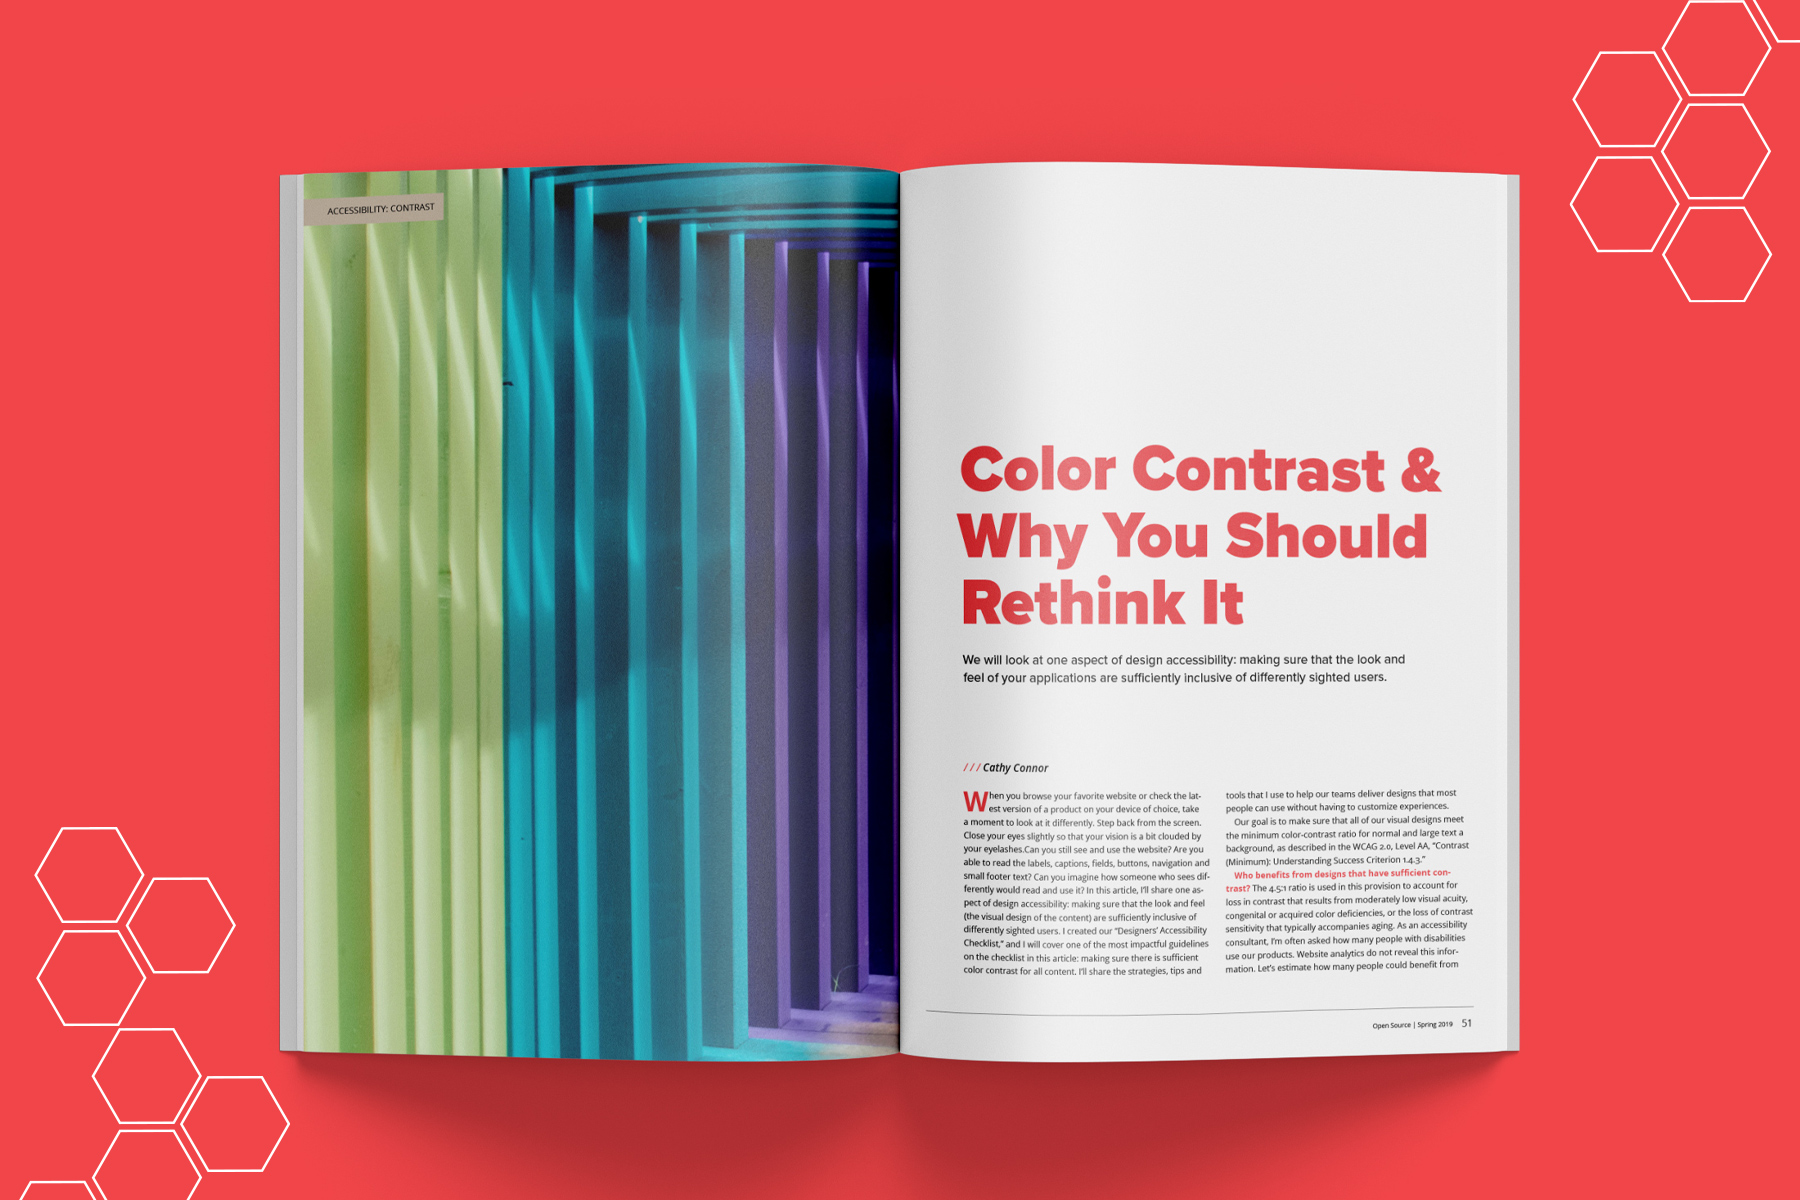 ACCESSIBILITY: CONTRAST
Color Contrast &
Why You Should
Rethink It
We will look at one aspect of design accessibility: making sure that the look and
feel of your applications are sufficiently inclusive of differently sighted users.
/// Cathy Connor
When you browse your favorite website or check the lat-
est version of a product on your device of choice, take
a moment to look at it differently. Step back from the screen.
Close your eyes slightly so that your vision is a bit clouded by
your eyelashes.Can you still see and use the website? Are you
able to read the labels, captions, fields, buttons, navigation and
small footer text? Can you imagine how someone who sees dif-
ferently would read and use it? In this article, I'll share one as-
pect of design accessibility: making sure that the look and feel
(the visual design of the content) are sufficiently inclusive of
differently sighted users. I created our "Designers' Accessibility
Checklist," and I will cover one of the most impactful guidelines
on the checklist in this article: making sure there is sufficient
color contrast for all content. I'll share the strategies, tips and
tools that I use to help our teams deliver designs that most
people can use without having to customize experiences.
Our goal is to make sure that all of our visual designs meet
the minimum color-contrast ratio for normal and large text a
background, as described in the WCAG 2.0, Level AA, "Contrast
(Minimum): Understanding Success Criterion 1.4.3."
Who benefits from designs that have sufficient con-
trast? The 4.5:1 ratio is used in this provision to account for
loss in contrast that results from moderately low visual acuity,
congenital or acquired color deficiencies, or the loss of contrast
sensitivity that typically accompanies aging. As an accessibility
consultant, I'm often asked how many people with disabilities
use our products. Website analytics do not reveal this infor-
mation. Let's estimate how many people could benefit from
Open Source | Spring 2019 51